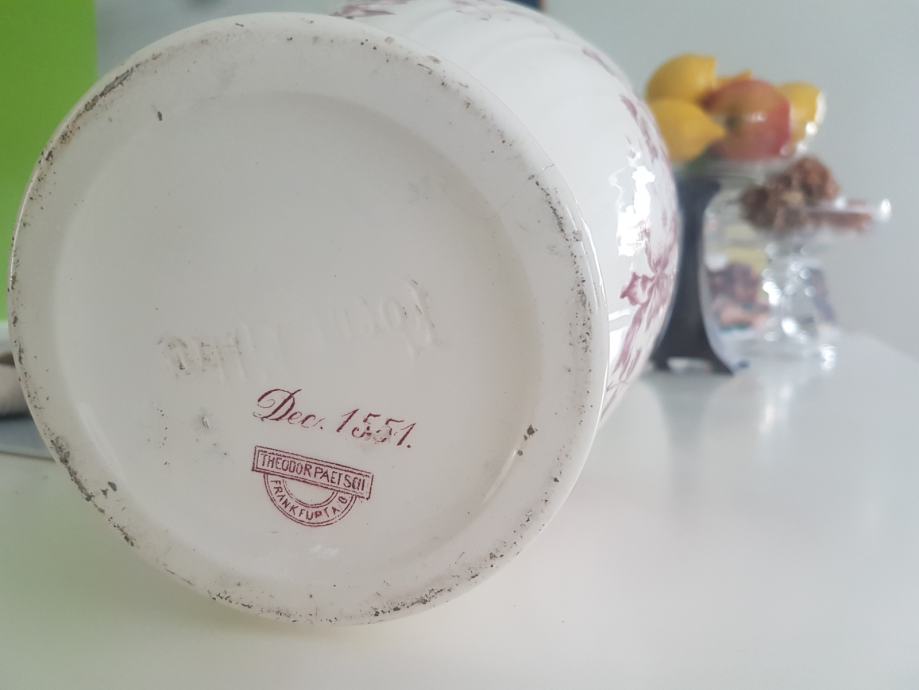 Dec. 1551.
THEODOR PAETSCH
FRANKFURT A.O